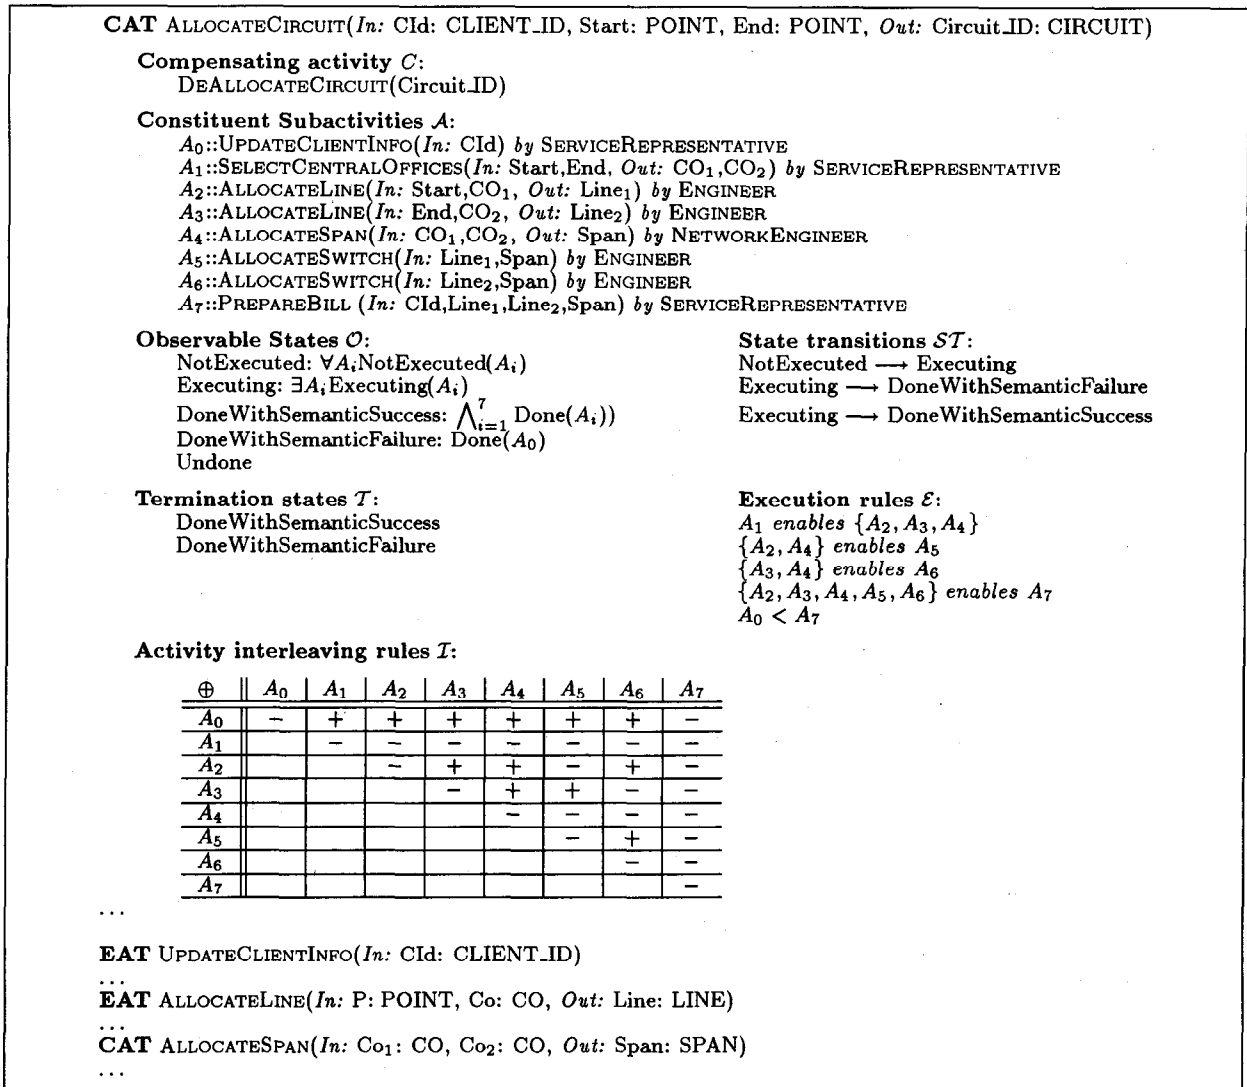 CAT ALLOCATECIRCUIT(In: CId: CLIENT_ID, Start: POINT, End: POINT, Out: Circuit_ID: CIRCUIT)
Compensating activity C:
DEALLOCATECIRCUIT(Circuit_ID)
Constituent Subactivities 𝒜:
A₀::UPDATECLIENTINFO(In: CId) by SERVICEREPRESENTATIVE
A₁::SELECTCENTRALOFFICES(In: Start,End, Out: CO₁,CO₂) by SERVICEREPRESENTATIVE
A₂::ALLOCATELINE(In: Start,CO₁, Out: Line₁) by ENGINEER
A₃::ALLOCATELINE(In: End,CO₂, Out: Line₂) by ENGINEER
A₄::ALLOCATESPAN(In: CO₁,CO₂, Out: Span) by NETWORKENGINEER
A₅::ALLOCATESWITCH(In: Line₁,Span) by ENGINEER
A₆::ALLOCATESWITCH(In: Line₂,Span) by ENGINEER
A₇::PREPAREBILL (In: CId,Line₁,Line₂,Span) by SERVICEREPRESENTATIVE
Observable States 𝒪:
NotExecuted: ∀AᵢNotExecuted(Aᵢ)
Executing: ∃AᵢExecuting(Aᵢ)
DoneWithSemanticSuccess: ⋀⁷ᵢ₌₁ Done(Aᵢ))
DoneWithSemanticFailure: Done(A₀)
Undone
State transitions 𝒮𝒯:
NotExecuted ⟶ Executing
Executing ⟶ DoneWithSemanticFailure
Executing ⟶ DoneWithSemanticSuccess
Termination states 𝒯:
DoneWithSemanticSuccess
DoneWithSemanticFailure
Execution rules ℰ:
A₁ enables {A₂, A₃, A₄}
{A₂, A₄} enables A₅
{A₃, A₄} enables A₆
{A₂, A₃, A₄, A₅, A₆} enables A₇
A₀ < A₇
Activity interleaving rules ℐ:
⊕ A₀ A₁ A₂ A₃ A₄ A₅ A₆ A₇
A₀ − + + + + + + −
A₁ − − − − − − −
A₂ − + + − + −
A₃ − + + − −
A₄ − − − −
A₅ − + −
A₆ − −
A₇ −
...
EAT UPDATECLIENTINFO(In: CId: CLIENT_ID)
...
EAT ALLOCATELINE(In: P: POINT, Co: CO, Out: Line: LINE)
...
CAT ALLOCATESPAN(In: Co₁: CO, Co₂: CO, Out: Span: SPAN)
...